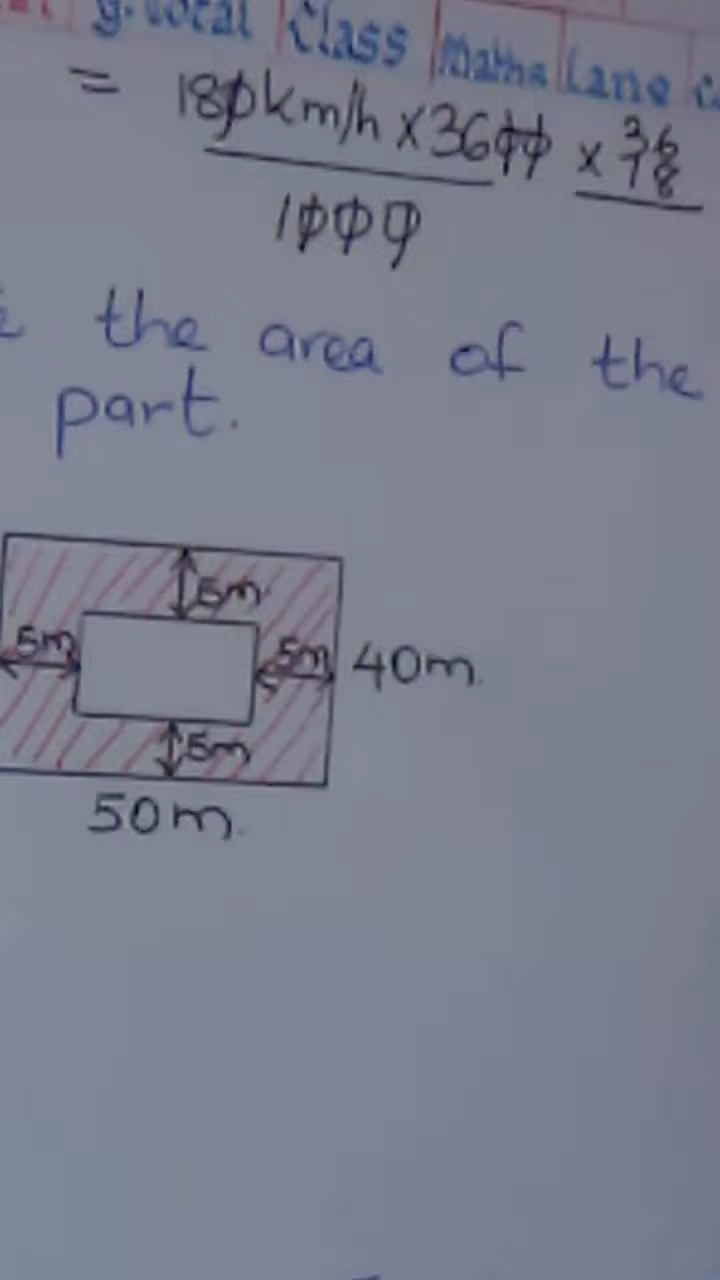 g.total Class Maths Lane
= 180km/h x 3600 x 36
18
1000
the area of the
part.
5m
5m 5m 40m.
5m
50m.